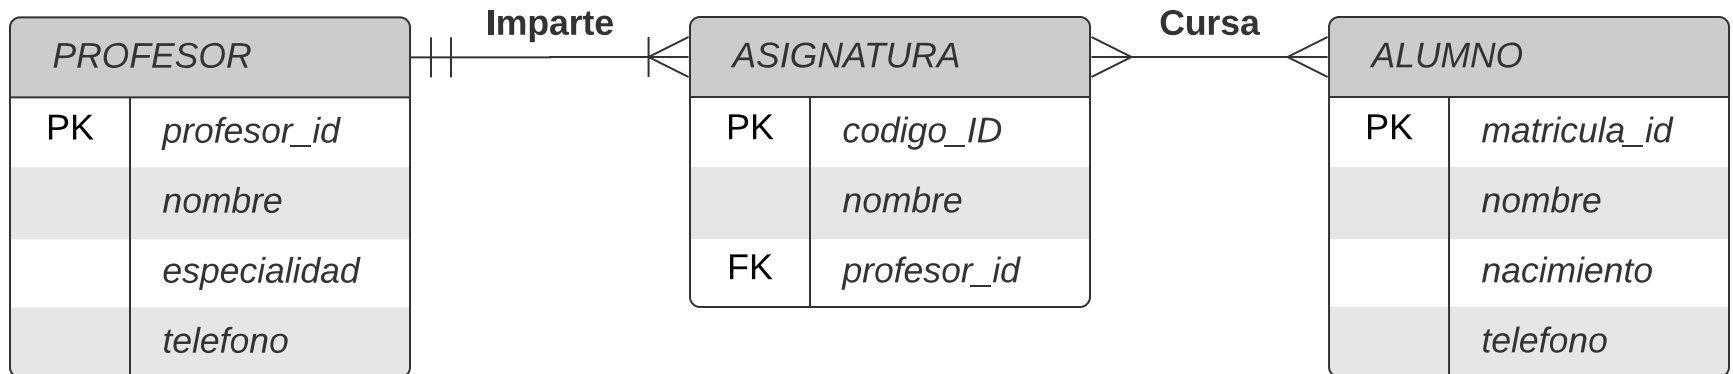 Imparte
Cursa
PROFESOR
PK profesor_id
nombre
especialidad
telefono
ASIGNATURA
PK codigo_ID
nombre
FK profesor_id
ALUMNO
PK matricula_id
nombre
nacimiento
telefono